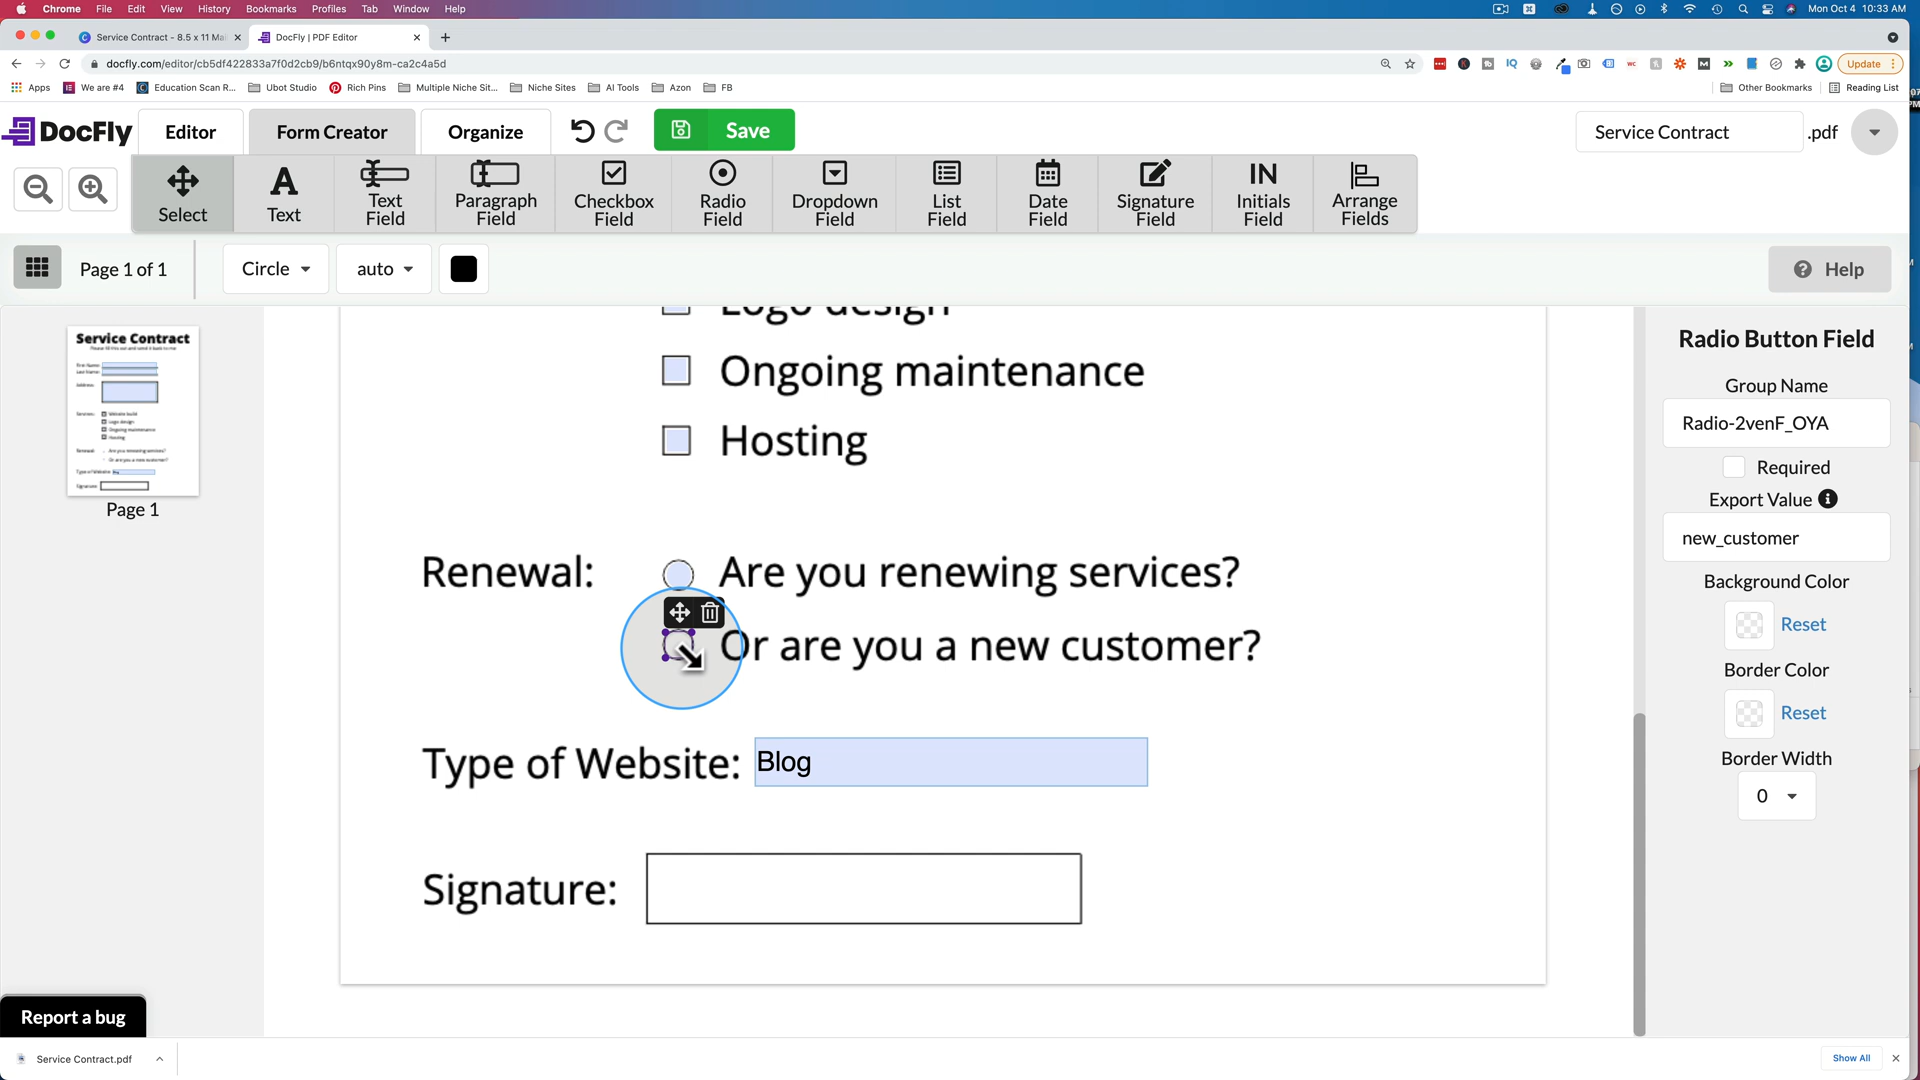 Chrome File Edit View History Bookmarks Profiles Tab Window Help
Mon Oct 4 10:33 AM
Service Contract - 8.5 x 11 Ma
DocFly | PDF Editor
docfly.com/editor/cb5df422833a7f0d2cb9/b6ntqx90y8m-ca2c4a5d
Update
Apps We are #4 Education Scan R... Ubot Studio Rich Pins Multiple Niche Sit... Niche Sites AI Tools Azon FB Other Bookmarks Reading List
DocFly Editor Form Creator Organize Save Service Contract .pdf
Select Text Text Field Paragraph Field Checkbox Field Radio Field Dropdown Field List Field Date Field IN Signature Field Initials Field Arrange Fields
Page 1 of 1 Circle auto Help
Service Contract
Page 1
Logo design
Ongoing maintenance
Hosting
Renewal: Are you renewing services?
Or are you a new customer?
Type of Website: Blog
Signature:
Radio Button Field
Group Name
Radio-2venF_OYA
Required
Export Value
new_customer
Background Color
Reset
Border Color
Reset
Border Width
0
Report a bug
Service Contract.pdf
Show All